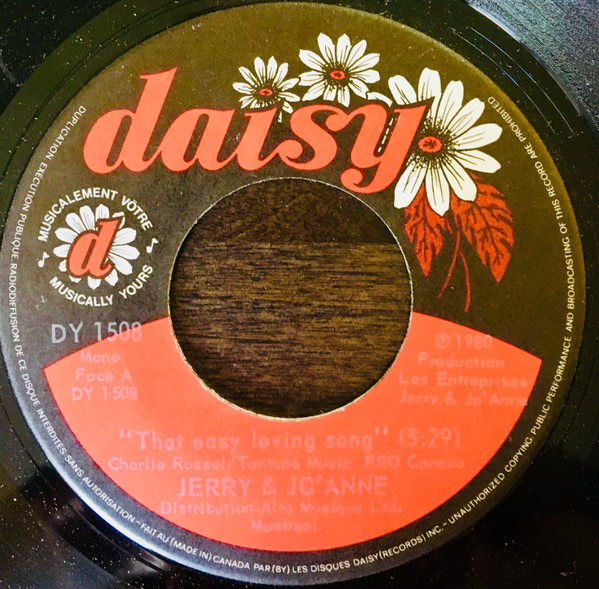 daisy
MUSICALEMENT VÔTRE
d
MUSICALLY YOURS
DY 1508
Mono
Face A
DY 1508
℗ 1980
Production
Les Entreprises
Jerry & Jo'Anne
"That easy loving song" (3:29)
Charlie Russel/Tantune Music, PRO Canada
JERRY & JO'ANNE
Distribution Alta Musique Ltd.
Montreal
DUPLICATION EXECUTION PUBLIQUE, RADIODIFFUSION DE CE DISQUE INTERDITES SANS AUTORISATION - FAIT AU (MADE IN) CANADA PAR (BY) LES DISQUES DAISY (RECORDS) INC. - UNAUTHORIZED COPYING PUBLIC PERFORMANCE AND BROADCASTING OF THIS RECORD ARE PROHIBITED